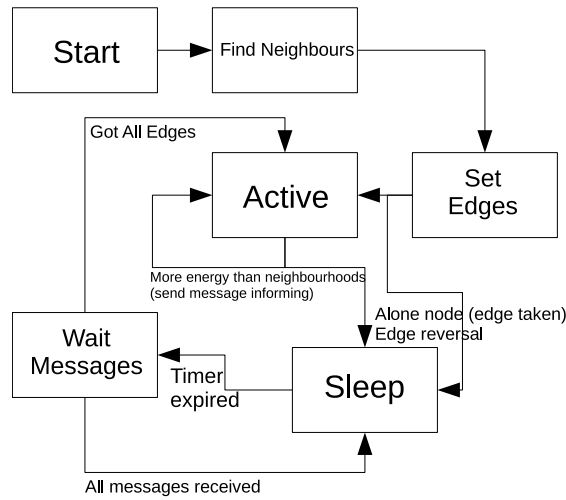 Start
Find Neighbours
Got All Edges
Active
Set
Edges
More energy than neighbourhoods
(send message informing)
Alone node (edge taken)
Edge reversal
Wait
Messages
Timer
expired
Sleep
All messages received